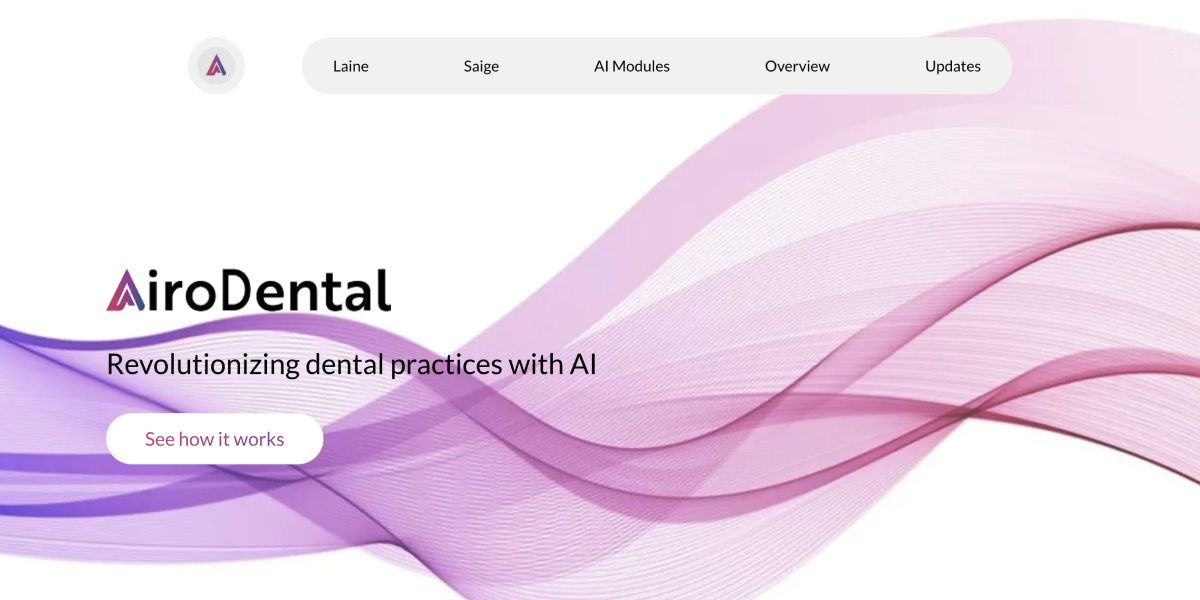 Laine Saige AI Modules Overview Updates
AiroDental
Revolutionizing dental practices with AI
See how it works